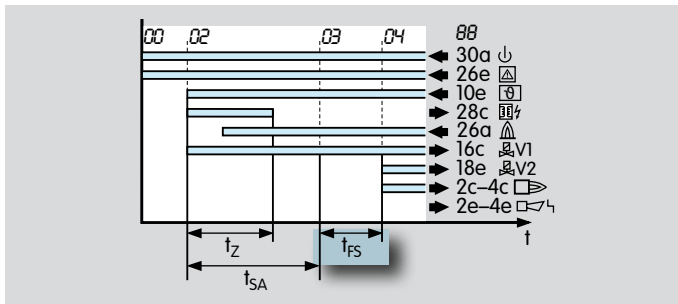 00 02 03 04 88
30a
26e
10e ϑ
28c
26a
16c V1
18e V2
2c–4c
2e–4e
t
tZ tFS
tSA